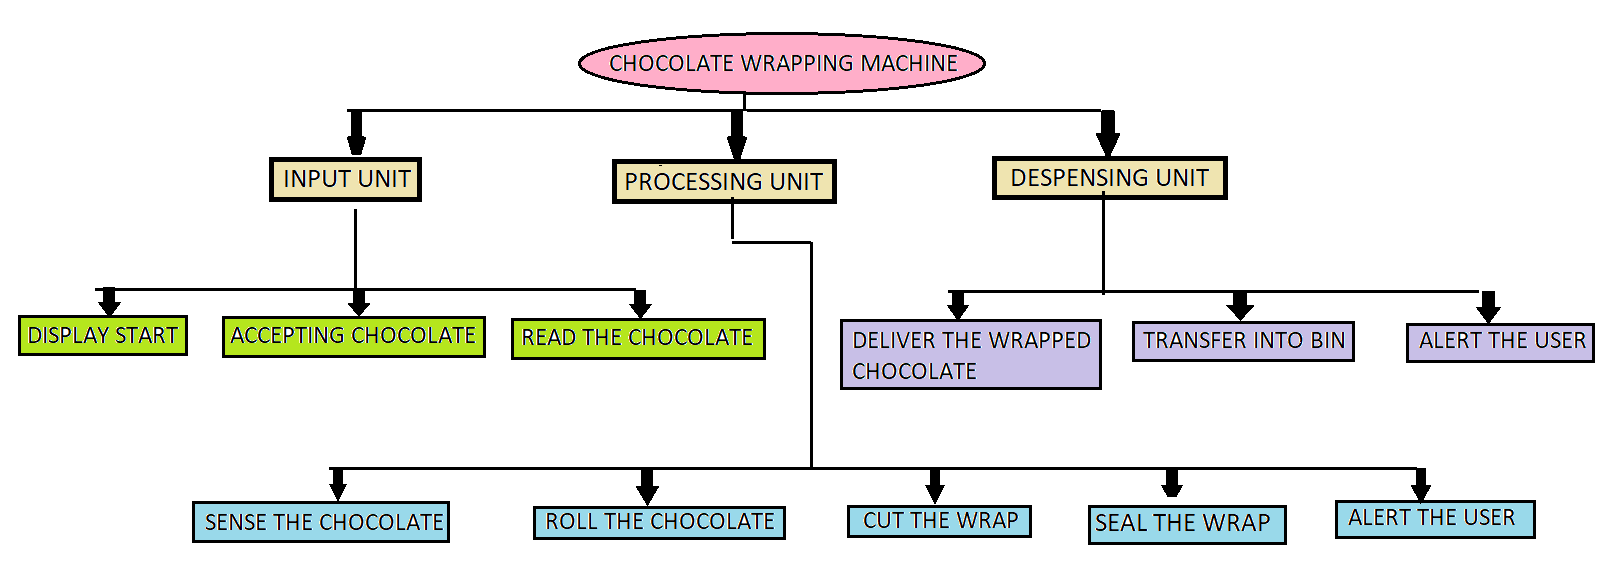 CHOCOLATE WRAPPING MACHINE
INPUT UNIT
PROCESSING UNIT
DESPENSING UNIT
DISPLAY START
ACCEPTING CHOCOLATE
READ THE CHOCOLATE
DELIVER THE WRAPPED
CHOCOLATE
TRANSFER INTO BIN
ALERT THE USER
SENSE THE CHOCOLATE
ROLL THE CHOCOLATE
CUT THE WRAP
SEAL THE WRAP
ALERT THE USER